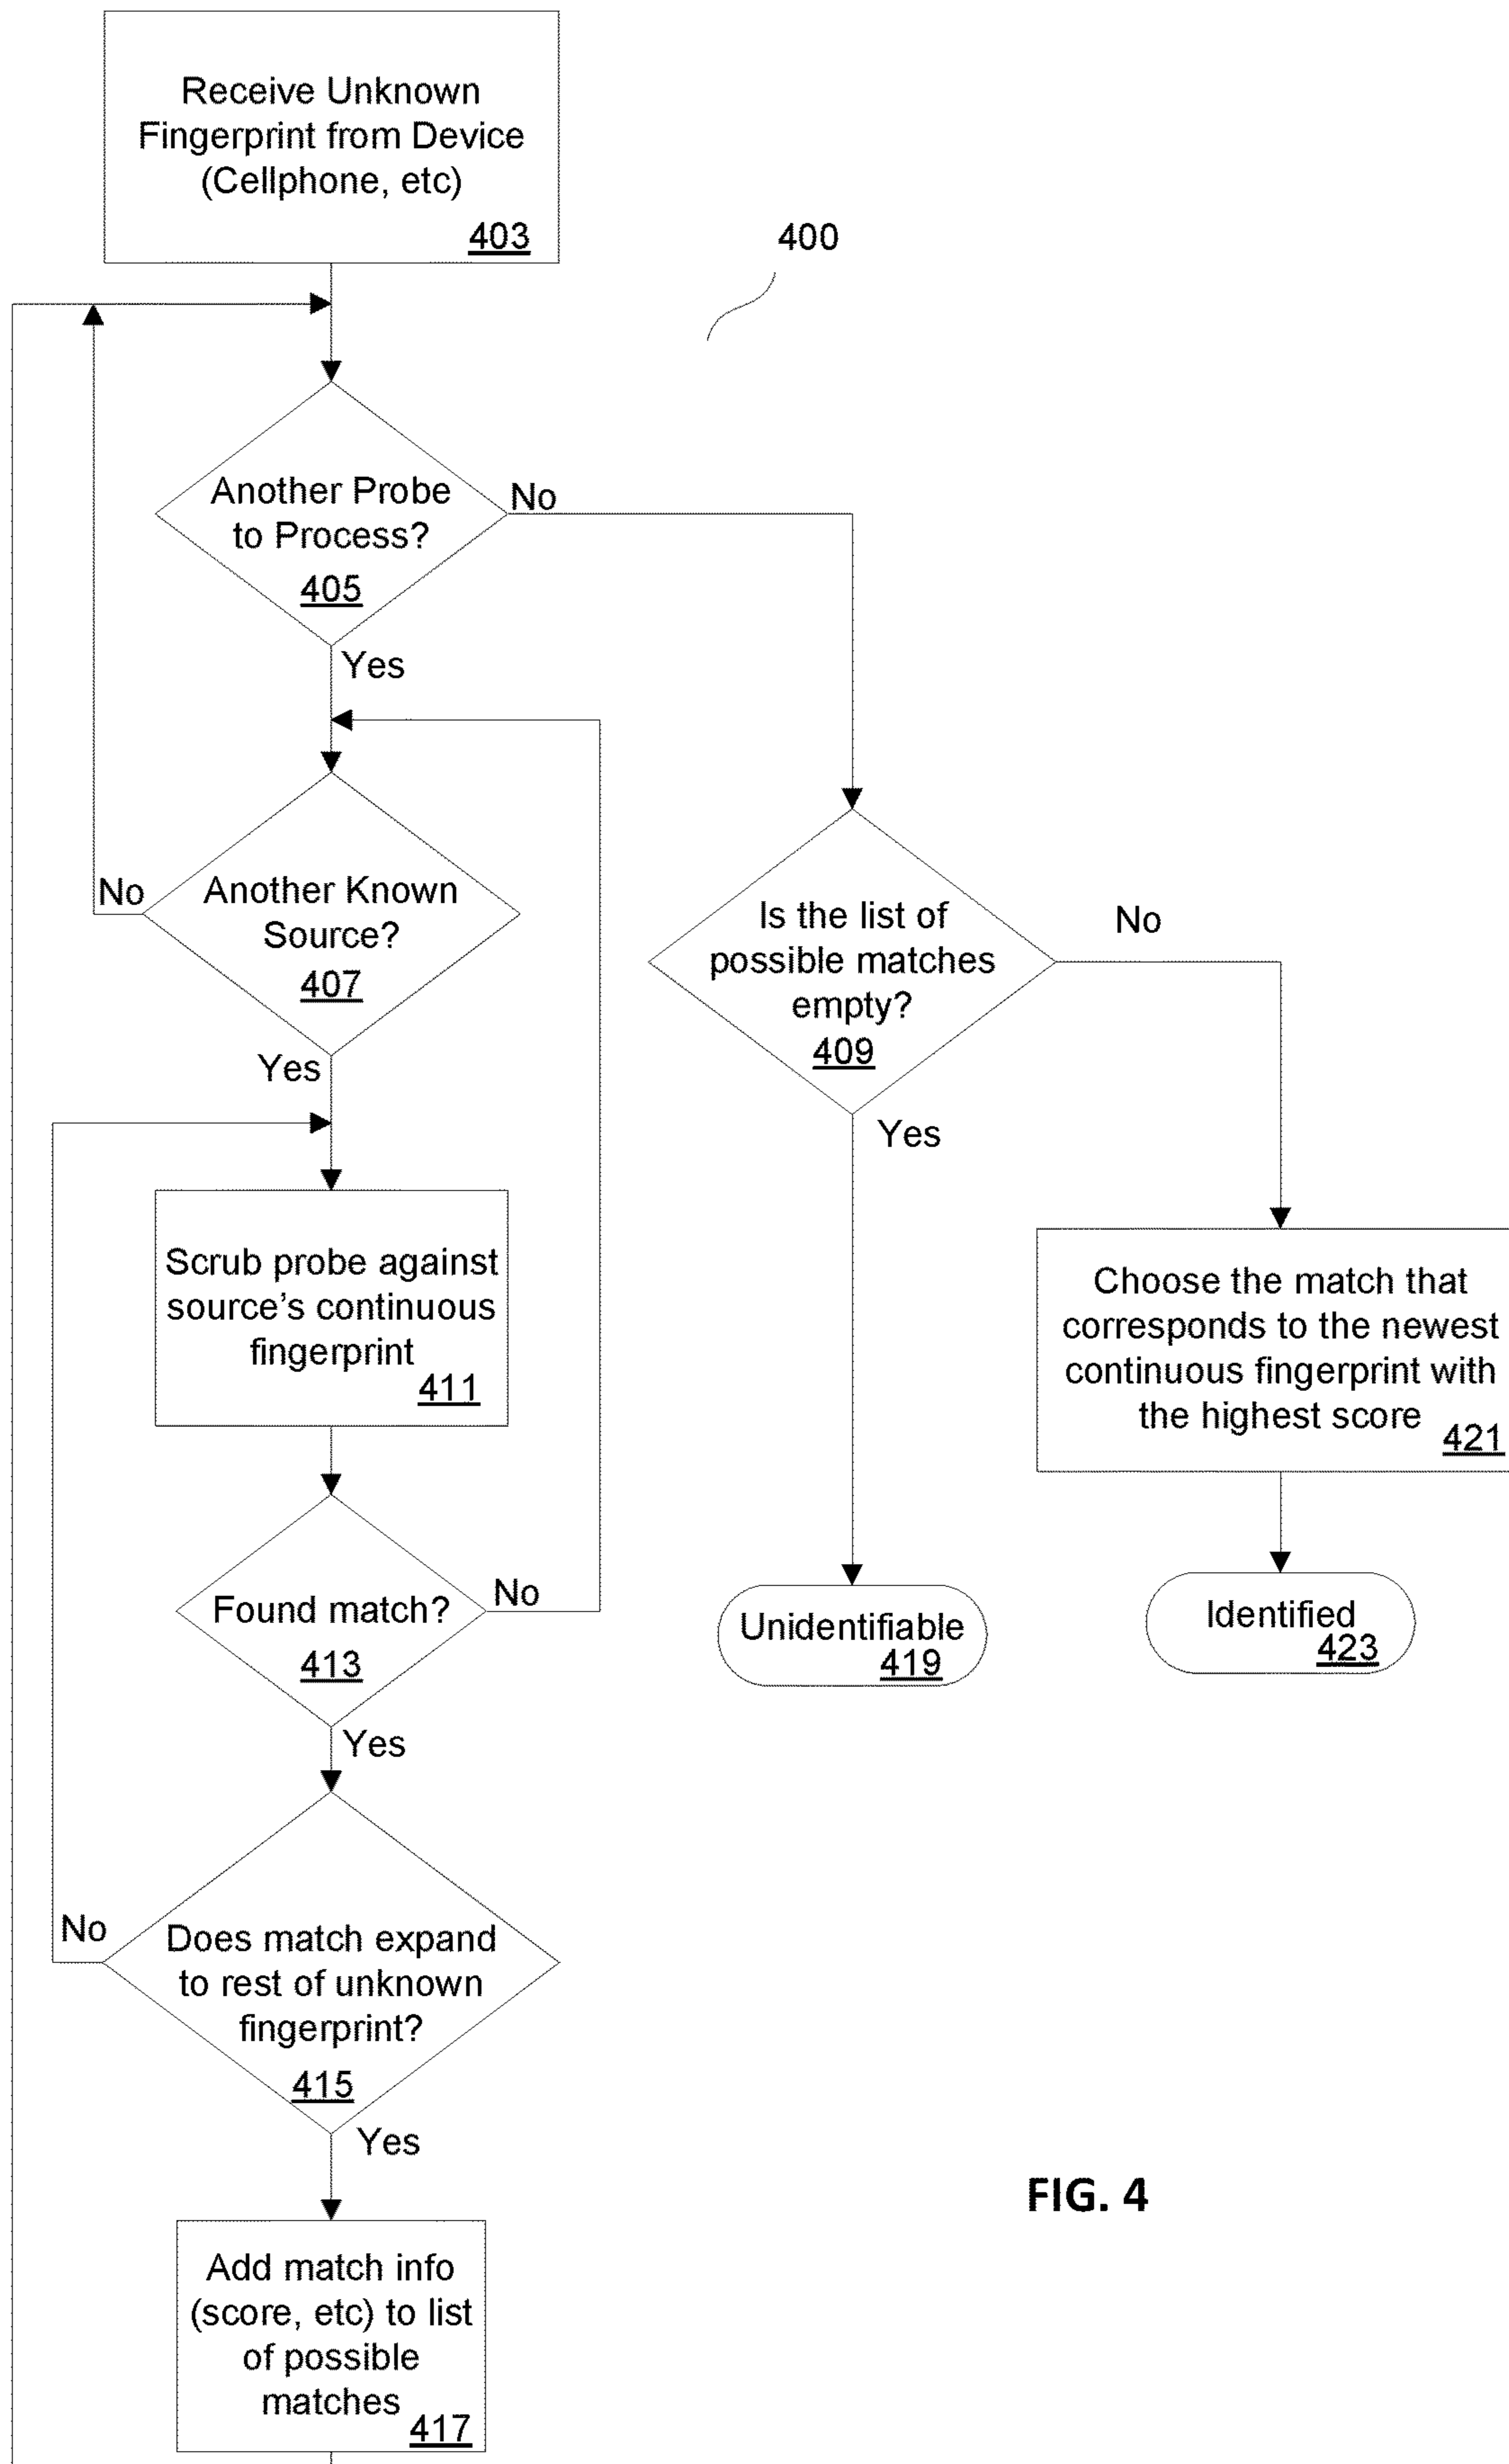 Receive Unknown
Fingerprint from Device
(Cellphone, etc)
403
400
Another Probe
to Process?
405
No
Yes
Another Known
Source?
407
No
Yes
Is the list of
possible matches
empty?
409
No
Yes
Scrub probe against
source's continuous
fingerprint
411
Choose the match that
corresponds to the newest
continuous fingerprint with
the highest score
421
Found match?
413
No
Yes
Unidentifiable
419
Identified
423
Does match expand
to rest of unknown
fingerprint?
415
No
Yes
Add match info
(score, etc) to list
of possible
matches
417
FIG. 4